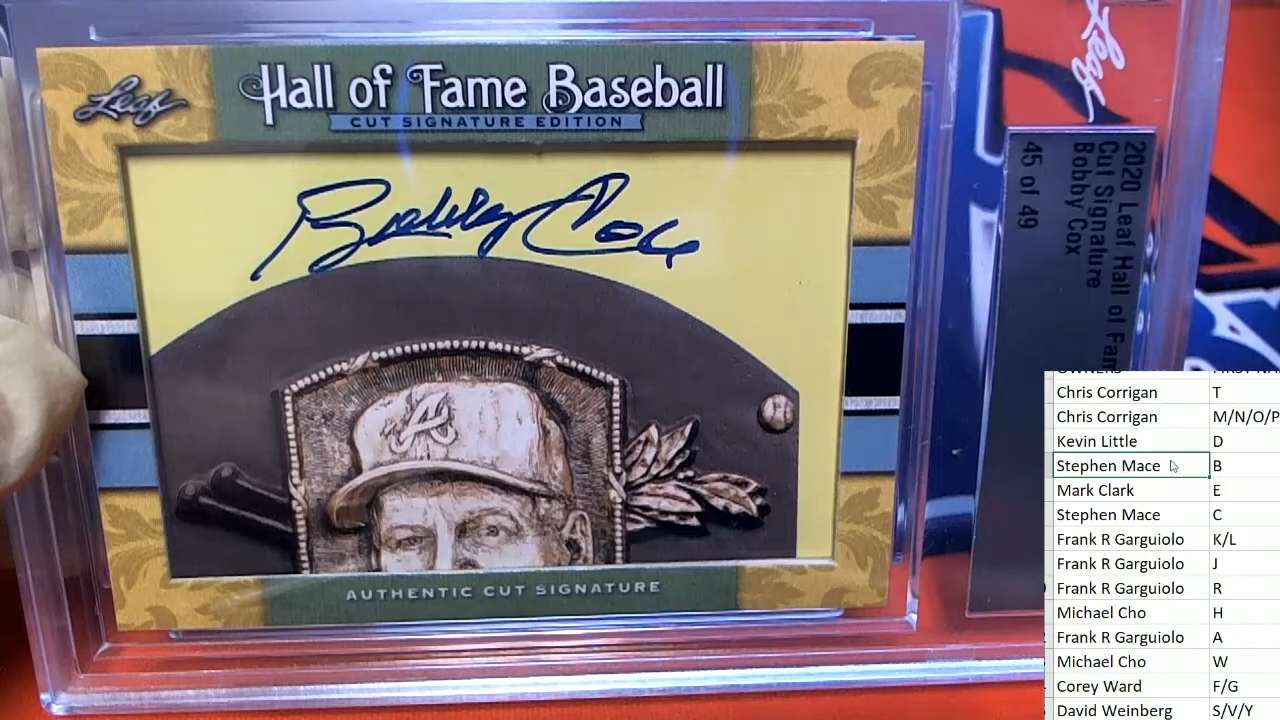 Leaf
Hall of Fame Baseball
CUT SIGNATURE EDITION
Bobby Cox
A
AUTHENTIC CUT SIGNATURE
Leaf
2020 Leaf Hall of Fam
Cut Signature
Bobby Cox
45 of 49
Chris Corrigan T
Chris Corrigan M/N/O/P
Kevin Little D
Stephen Mace B
Mark Clark E
Stephen Mace C
Frank R Garguiolo K/L
Frank R Garguiolo J
Frank R Garguiolo R
Michael Cho H
Frank R Garguiolo A
Michael Cho W
Corey Ward F/G
David Weinberg S/V/Y